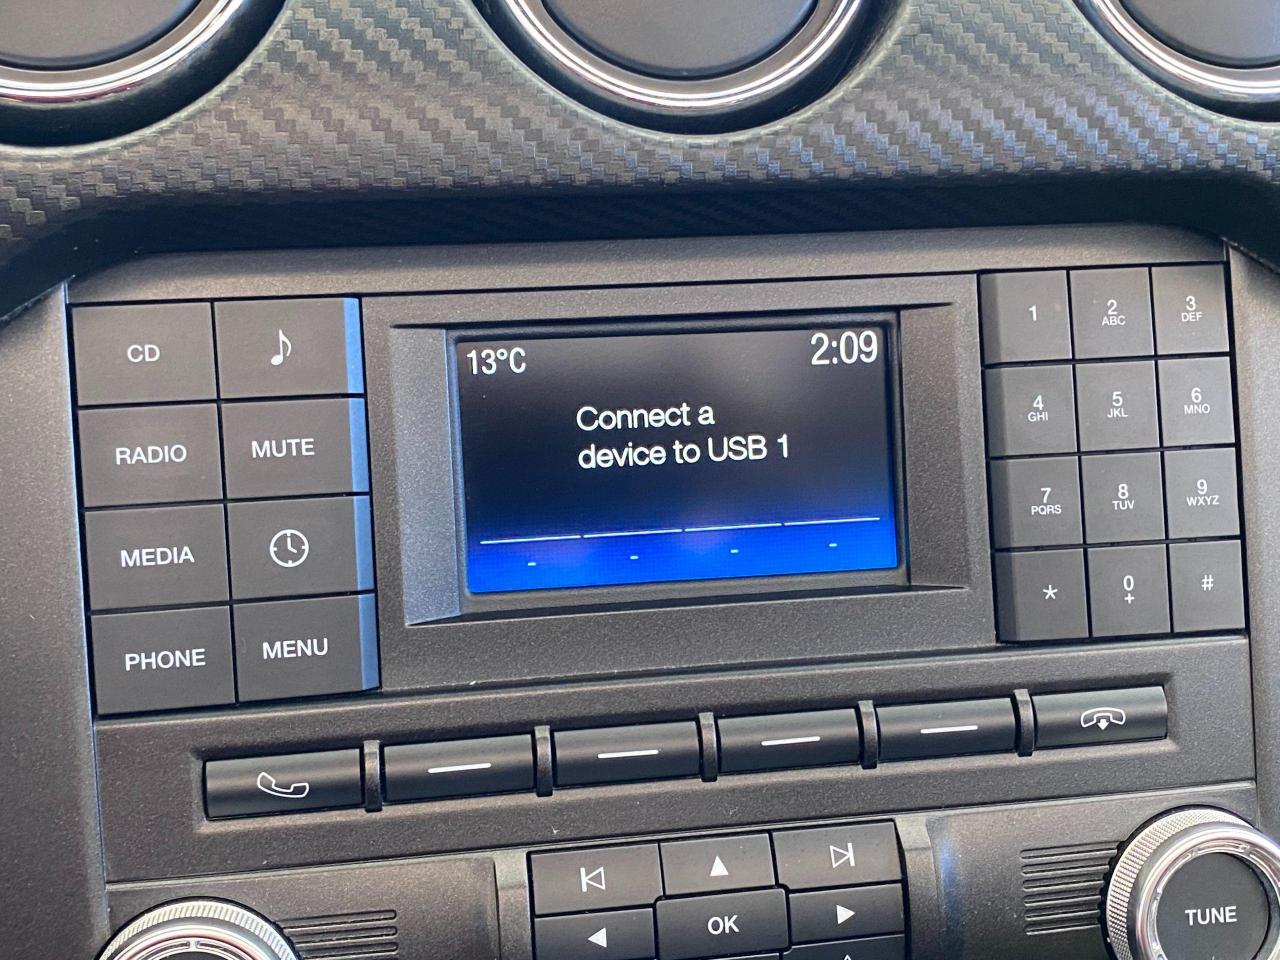 13°C
2:09
Connect a
device to USB 1
CD
RADIO
MUTE
MEDIA
PHONE
MENU
1
2
ABC
3
DEF
4
GHI
5
JKL
6
MNO
7
PQRS
8
TUV
9
WXYZ
*
0
+
#
OK
TUNE